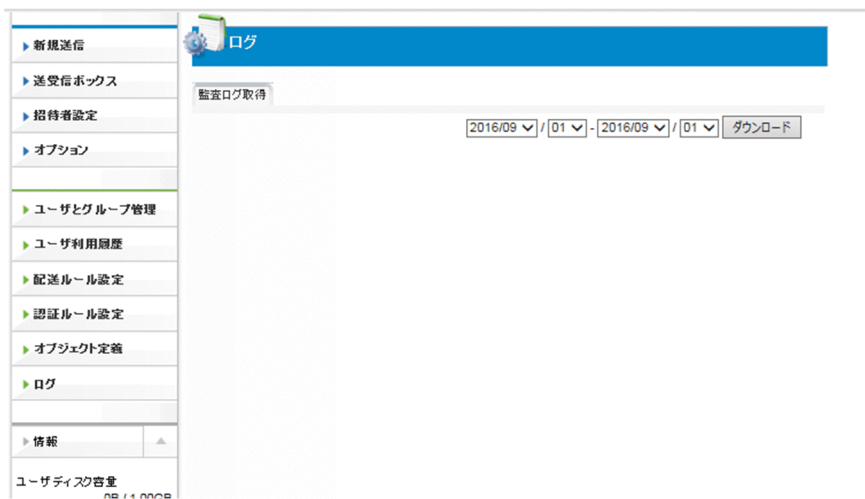 新規送信
送受信ボックス
招待者設定
オプション
ユーザとグループ管理
ユーザ利用履歴
配送ルール設定
認証ルール設定
オブジェクト定義
ログ
情報
ユーザディスク容量
0B / 1.00GB
ログ
監査ログ取得
2016/09 / 01 - 2016/09 / 01 ダウンロード